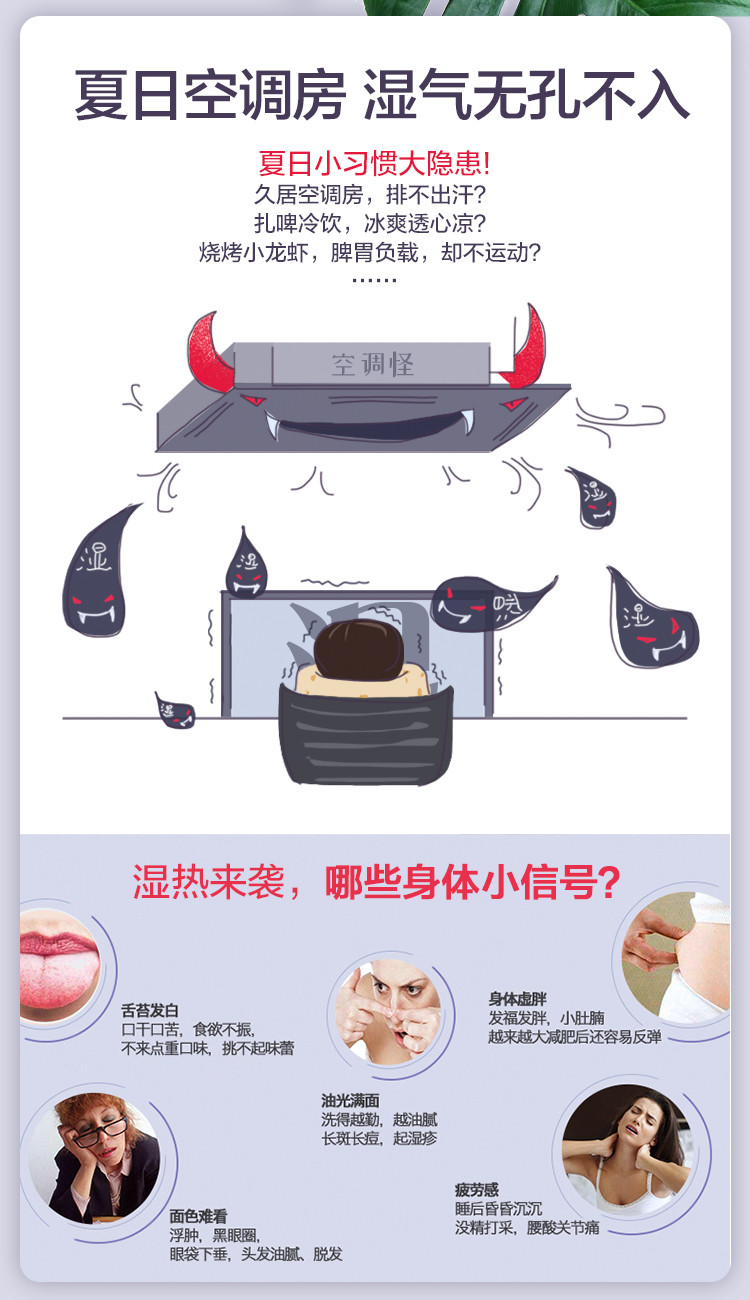 夏日空调房 湿气无孔不入
夏日小习惯大隐患!
久居空调房，排不出汗?
扎啤冷饮，冰爽透心凉?
烧烤小龙虾，脾胃负载，却不运动?
……
空调怪
湿
湿
湿
湿
湿
湿
湿热来袭，哪些身体小信号?
舌苔发白
口干口苦，食欲不振，
不来点重口味，挑不起味蕾
身体虚胖
发福发胖，小肚腩
越来越大减肥后还容易反弹
油光满面
洗得越勤，越油腻
长斑长痘，起湿疹
疲劳感
睡后昏昏沉沉
没精打采，腰酸关节痛
面色难看
浮肿，黑眼圈，
眼袋下垂，头发油腻、脱发